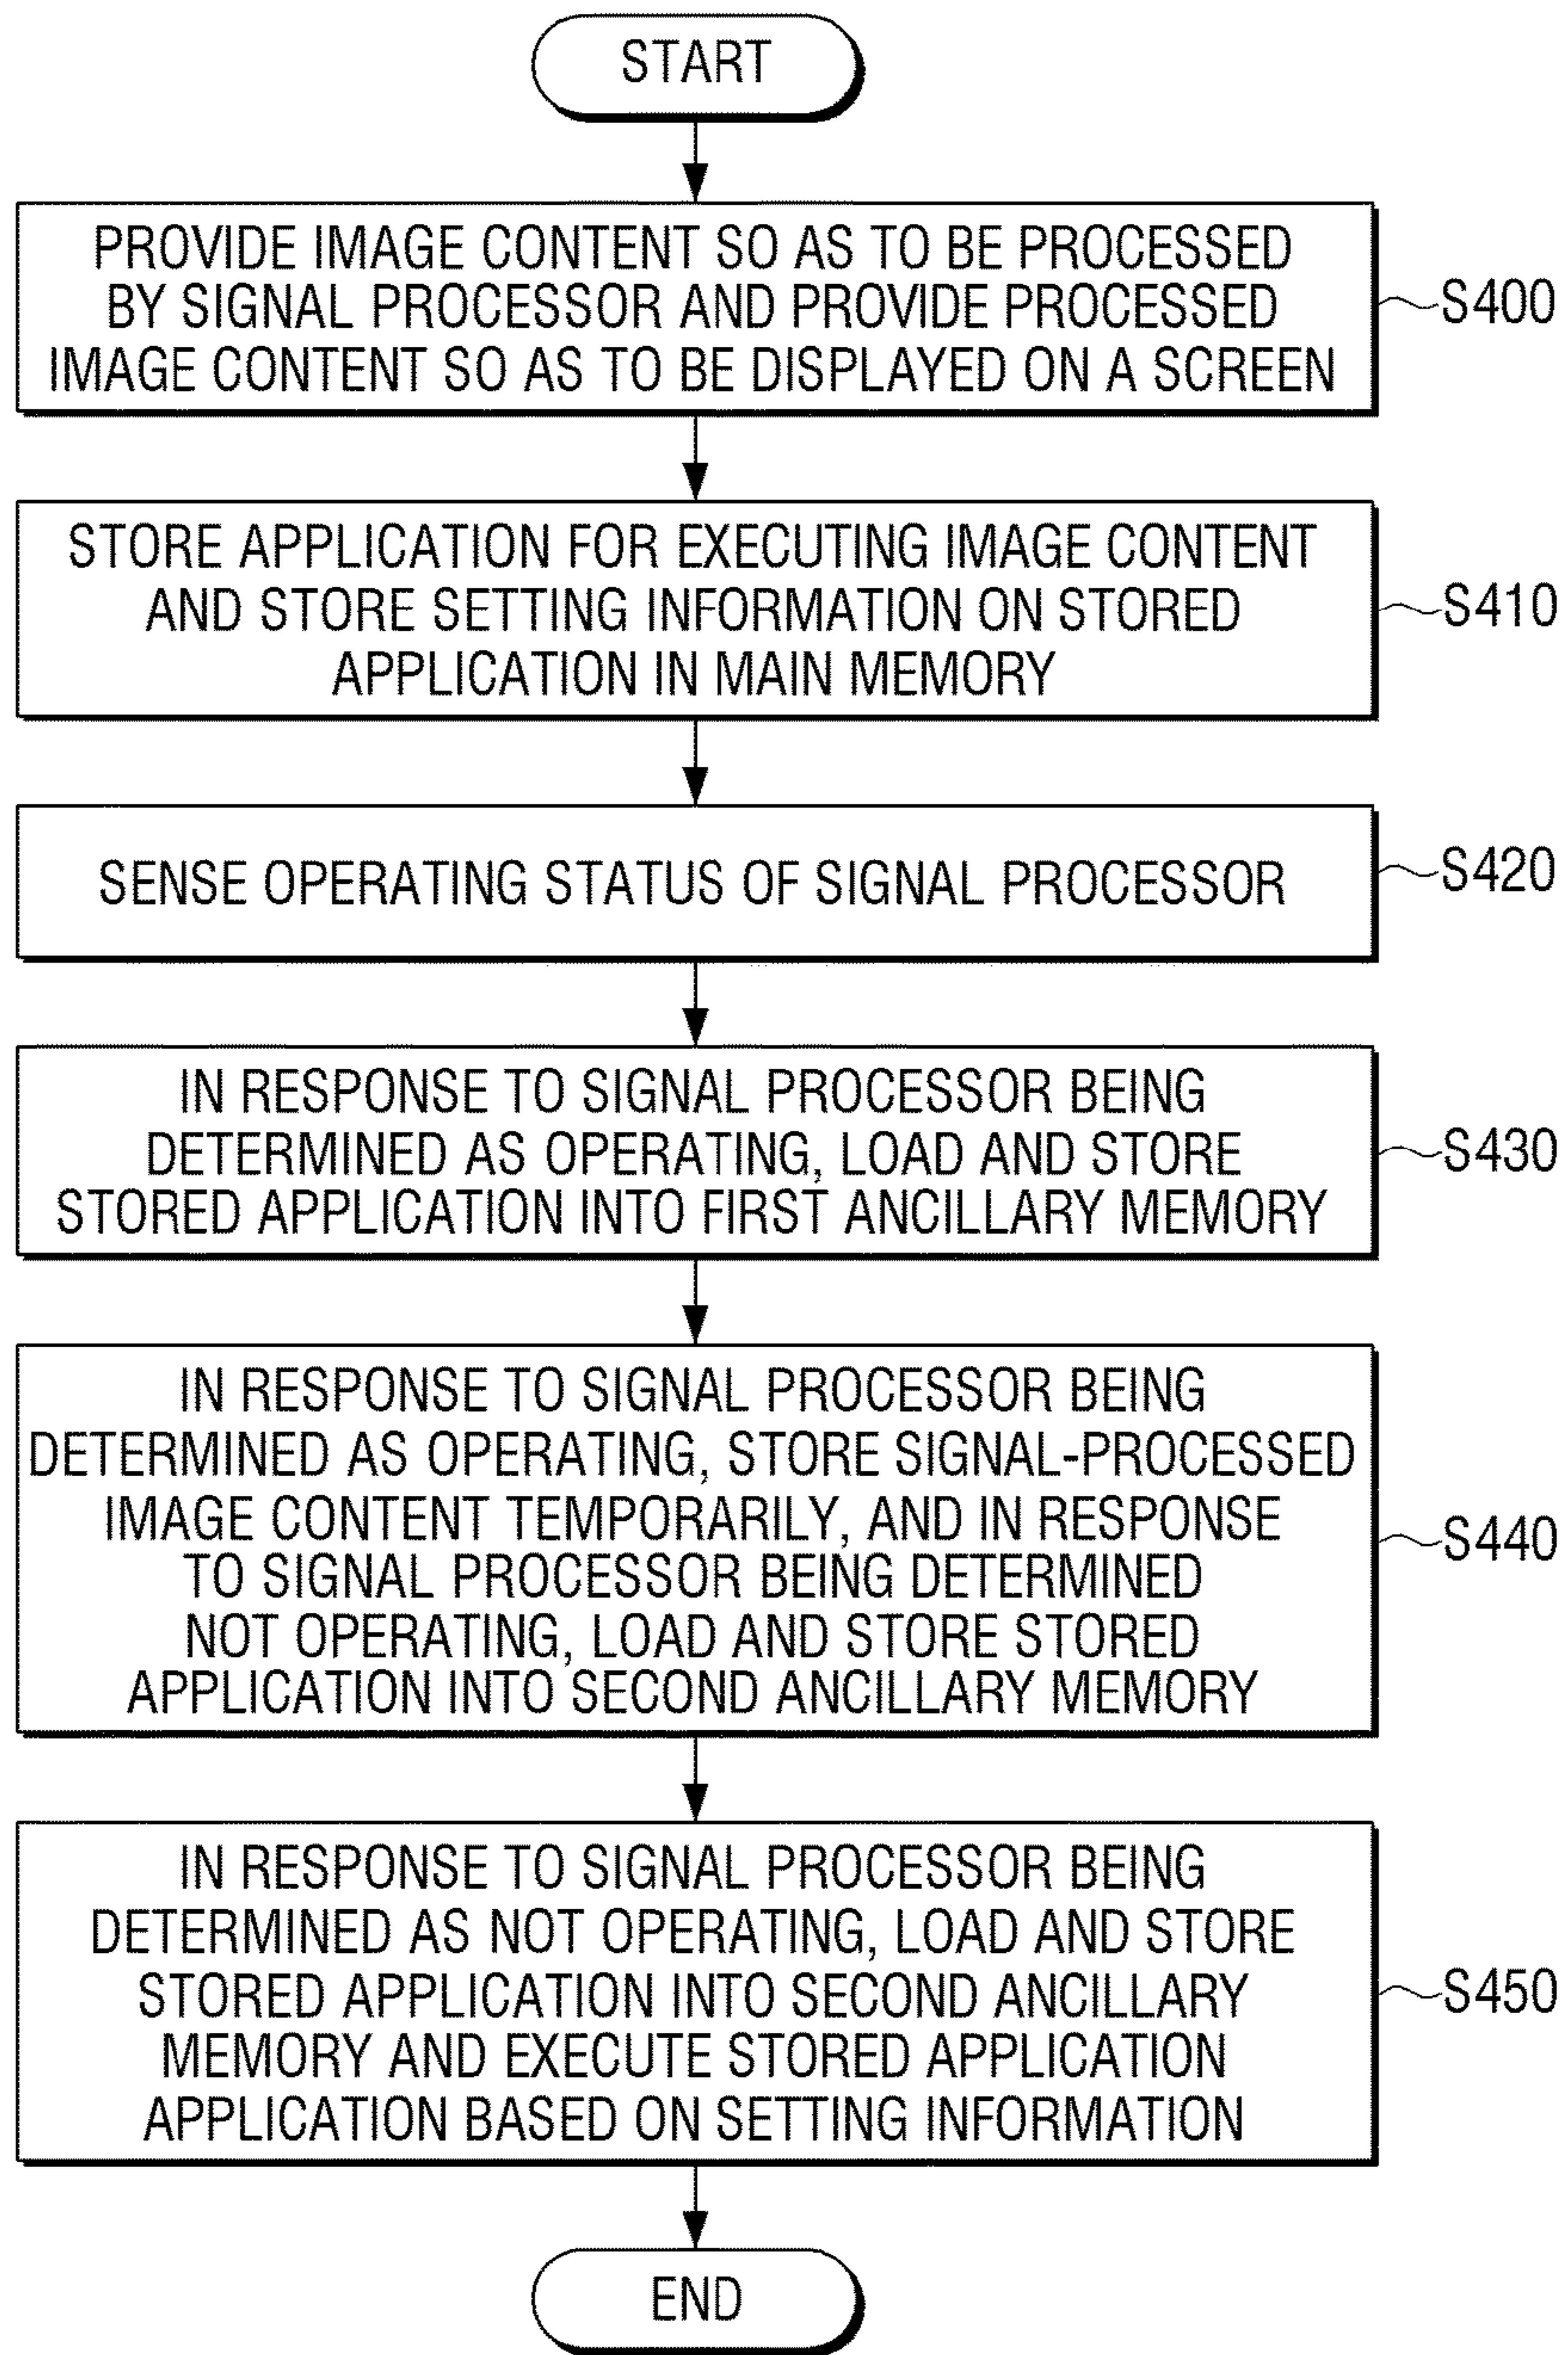 START
PROVIDE IMAGE CONTENT SO AS TO BE PROCESSED
BY SIGNAL PROCESSOR AND PROVIDE PROCESSED
IMAGE CONTENT SO AS TO BE DISPLAYED ON A SCREEN
S400
STORE APPLICATION FOR EXECUTING IMAGE CONTENT
AND STORE SETTING INFORMATION ON STORED
APPLICATION IN MAIN MEMORY
S410
SENSE OPERATING STATUS OF SIGNAL PROCESSOR
S420
IN RESPONSE TO SIGNAL PROCESSOR BEING
DETERMINED AS OPERATING, LOAD AND STORE
STORED APPLICATION INTO FIRST ANCILLARY MEMORY
S430
IN RESPONSE TO SIGNAL PROCESSOR BEING
DETERMINED AS OPERATING, STORE SIGNAL-PROCESSED
IMAGE CONTENT TEMPORARILY, AND IN RESPONSE
TO SIGNAL PROCESSOR BEING DETERMINED
NOT OPERATING, LOAD AND STORE STORED
APPLICATION INTO SECOND ANCILLARY MEMORY
S440
IN RESPONSE TO SIGNAL PROCESSOR BEING
DETERMINED AS NOT OPERATING, LOAD AND STORE
STORED APPLICATION INTO SECOND ANCILLARY
MEMORY AND EXECUTE STORED APPLICATION
APPLICATION BASED ON SETTING INFORMATION
S450
END